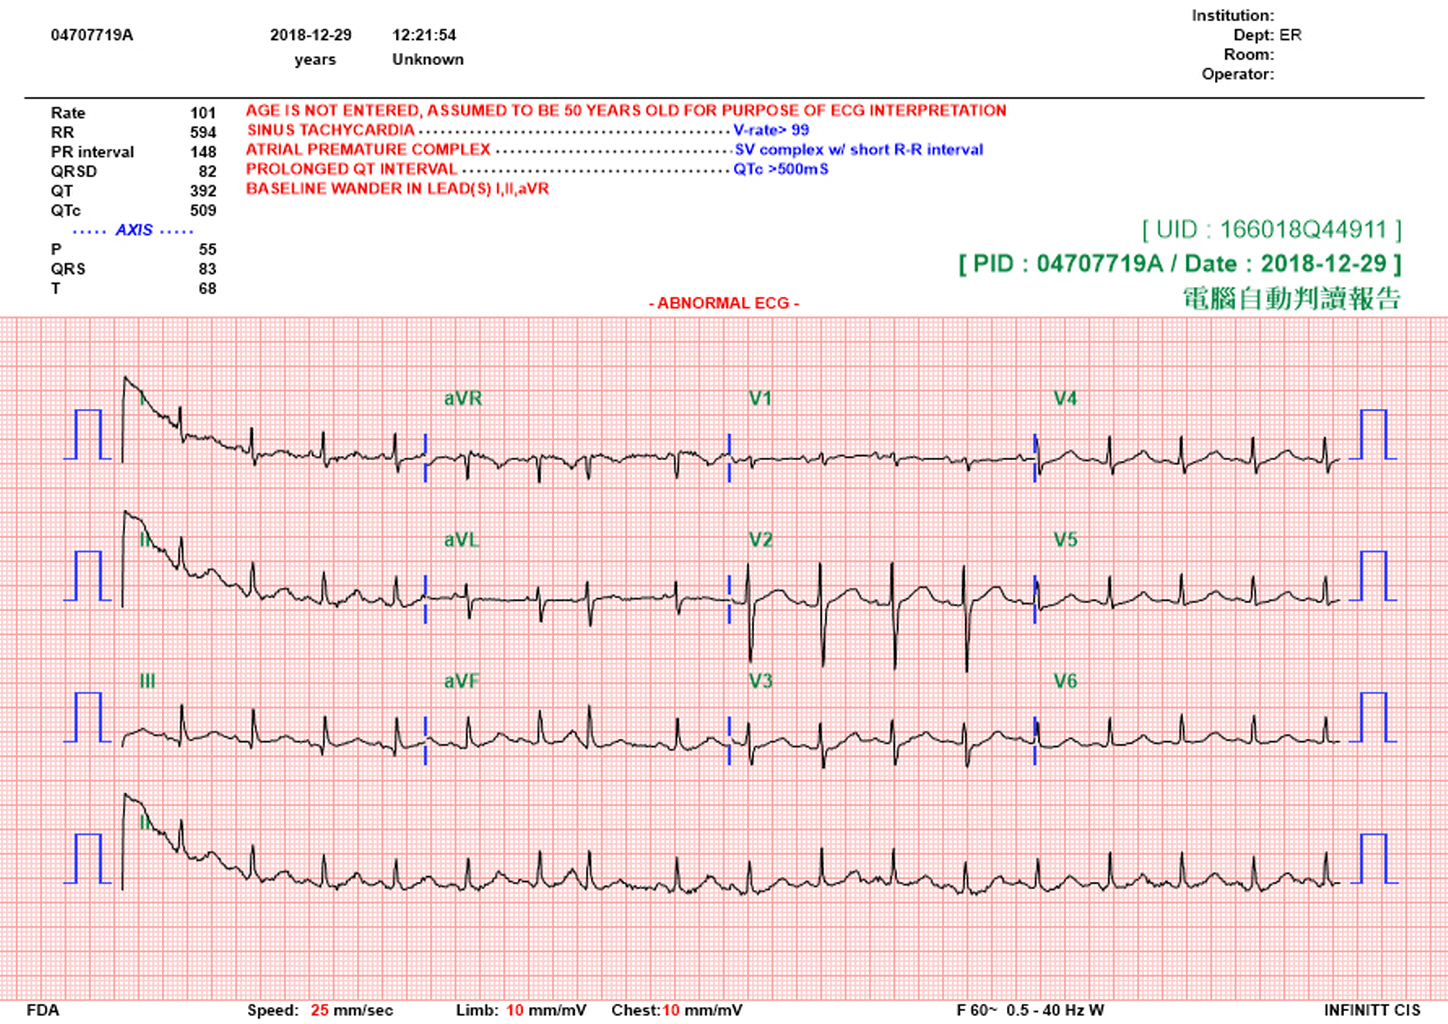 04707719A 2018-12-29 12:21:54
years Unknown
Institution:
Dept: ER
Room:
Operator:
Rate 101
RR 594
PR interval 148
QRSD 82
QT 392
QTc 509
..... AXIS .....
P 55
QRS 83
T 68
AGE IS NOT ENTERED, ASSUMED TO BE 50 YEARS OLD FOR PURPOSE OF ECG INTERPRETATION
SINUS TACHYCARDIA ........................................ V-rate> 99
ATRIAL PREMATURE COMPLEX .............................. SV complex w/ short R-R interval
PROLONGED QT INTERVAL .................................. QTc >500mS
BASELINE WANDER IN LEAD(S) I,II,aVR
[ UID : 166018Q44911 ]
[ PID : 04707719A / Date : 2018-12-29 ]
電腦自動判讀報告
- ABNORMAL ECG -
I aVR V1 V4
II aVL V2 V5
III aVF V3 V6
II
FDA Speed: 25 mm/sec Limb: 10 mm/mV Chest:10 mm/mV F 60~ 0.5 - 40 Hz W INFINITT CIS